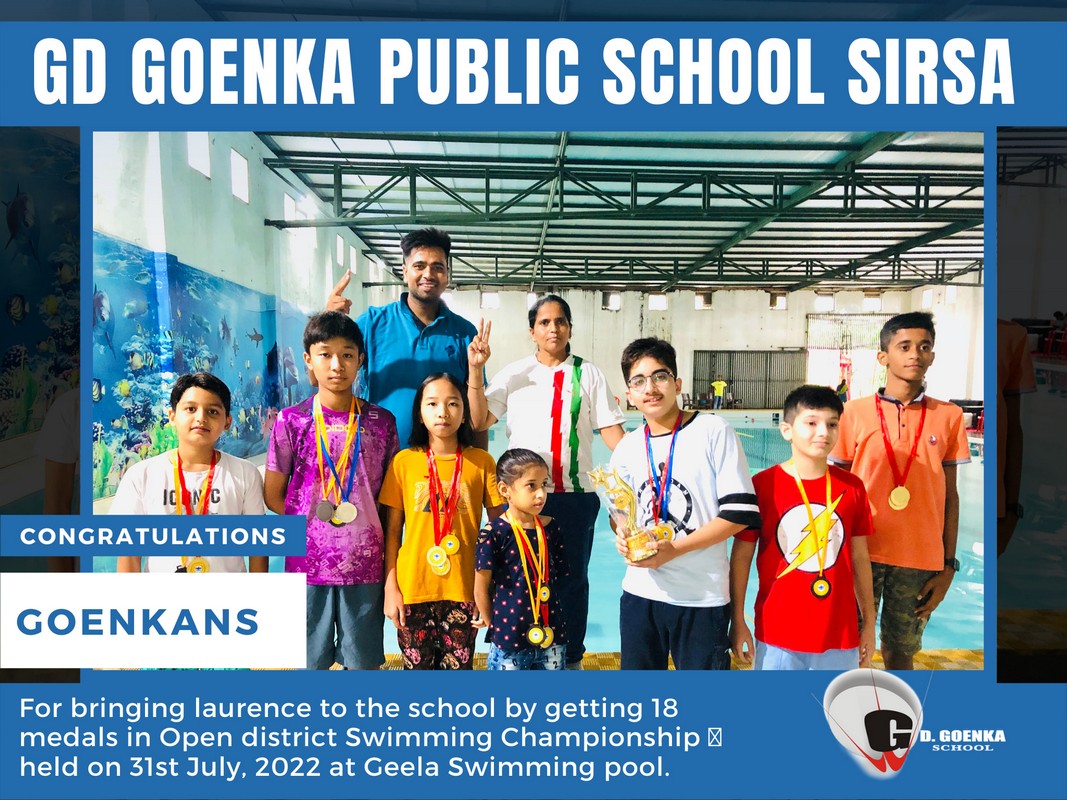 GD GOENKA PUBLIC SCHOOL SIRSA
ICONIC
CONGRATULATIONS
GOENKANS
For bringing laurence to the school by getting 18
medals in Open district Swimming Championship
held on 31st July, 2022 at Geela Swimming pool.
G D. GOENKA
SCHOOL